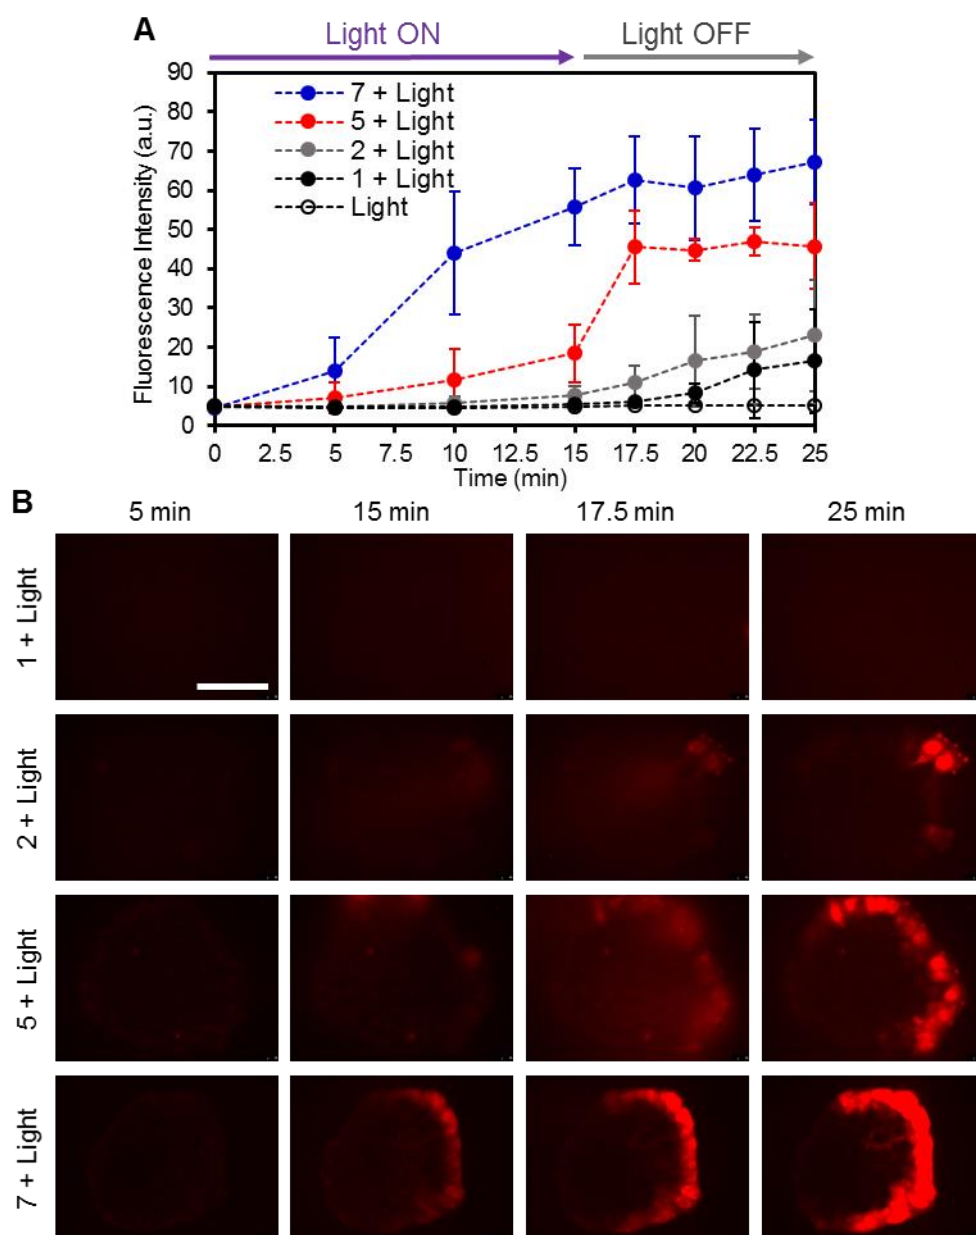 A
Light ON
Light OFF
Fluorescence Intensity (a.u.)
90
80
70
60
50
40
30
20
10
0
7 + Light
5 + Light
2 + Light
1 + Light
Light
0 2.5 5 7.5 10 12.5 15 17.5 20 22.5 25
Time (min)
B
5 min 15 min 17.5 min 25 min
1 + Light
2 + Light
5 + Light
7 + Light